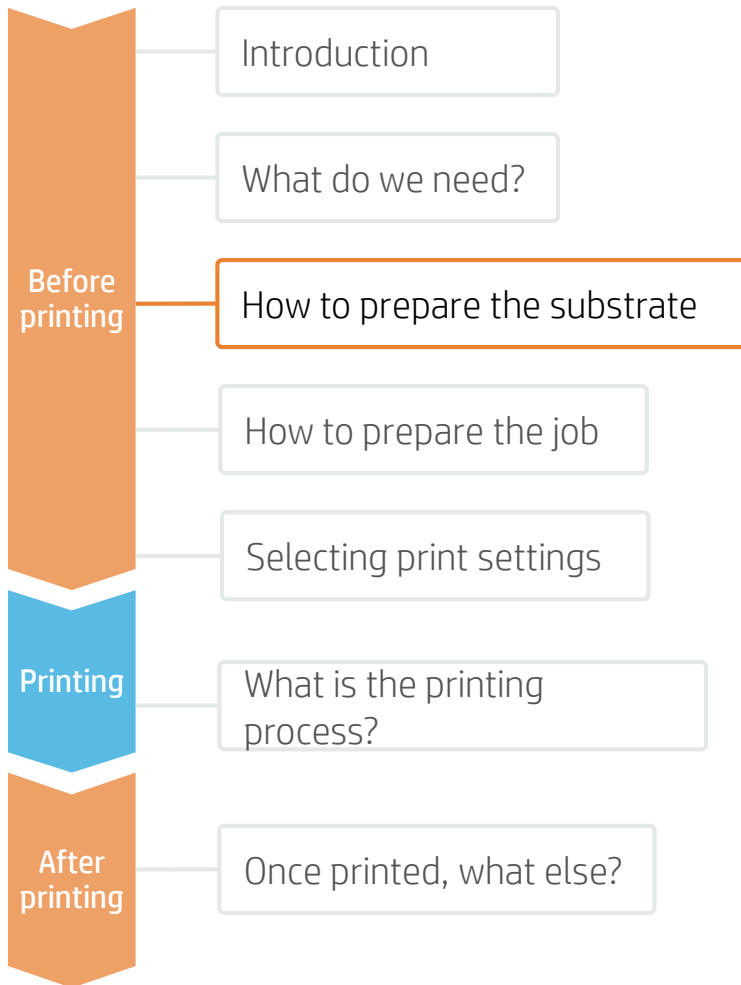 Introduction
What do we need?
Before
printing
How to prepare the substrate
How to prepare the job
Selecting print settings
Printing
What is the printing
process?
After
printing
Once printed, what else?